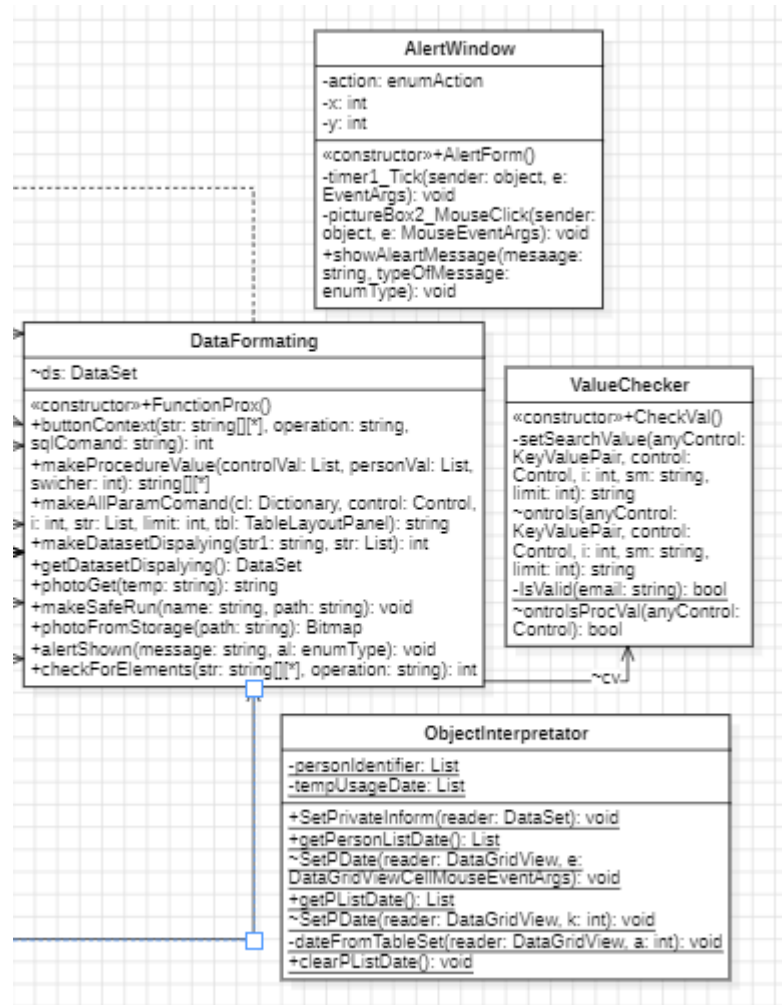 AlertWindow
-action: enumAction
-x: int
-y: int
«constructor»+AlertForm()
-timer1_Tick(sender: object, e:
EventArgs): void
-pictureBox2_MouseClick(sender:
object, e: MouseEventArgs): void
+showAleartMessage(mesaage:
string, typeOfMessage:
enumType): void
DataFormating
~ds: DataSet
«constructor»+FunctionProx()
+buttonContext(str: string[][*], operation: string,
sqlComand: string): int
+makeProcedureValue(controlVal: List, personVal: List,
swicher: int): string[][*]
+makeAllParamComand(cl: Dictionary, control: Control,
i: int, str: List, limit: int, tbl: TableLayoutPanel): string
+makeDatasetDispalying(str1: string, str: List): int
+getDatasetDispalying(): DataSet
+photoGet(temp: string): string
+makeSafeRun(name: string, path: string): void
+photoFromStorage(path: string): Bitmap
+alertShown(message: string, al: enumType): void
+checkForElements(str: string[][*], operation: string): int
ValueChecker
«constructor»+CheckVal()
-setSearchValue(anyControl:
KeyValuePair, control:
Control, i: int, sm: string,
limit: int): string
~ontrols(anyControl:
KeyValuePair, control:
Control, i: int, sm: string,
limit: int): string
-IsValid(email: string): bool
~ontrolsProcVal(anyControl:
Control): bool
~cv
ObjectInterpretator
-personIdentifier: List
-tempUsageDate: List
+SetPrivateInform(reader: DataSet): void
+getPersonListDate(): List
~SetPDate(reader: DataGridView, e:
DataGridViewCellMouseEventArgs): void
+getPListDate(): List
~SetPDate(reader: DataGridView, k: int): void
-dateFromTableSet(reader: DataGridView, a: int): void
+clearPListDate(): void